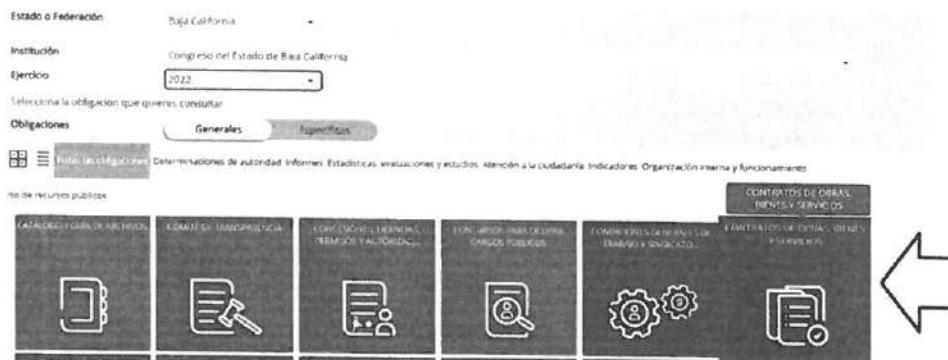 Estado o Federación
Baja California
Institución
Congreso del Estado de Baja California
Ejercicio
2022
Selecciona la obligación que quieres consultar
Obligaciones
Generales
Específicas
Todas las obligaciones Determinaciones de autoridad Informes Estadísticas, evaluaciones y estudios Atención a la ciudadanía Indicadores Organización interna y funcionamiento
de recursos públicos
CONTRATOS DE OBRAS,
BIENES Y SERVICIOS
CATÁLOGO Y GUÍA DE ARCHIVOS
COMITÉ DE TRANSPARENCIA
CONCESIONES, LICENCIAS,
PERMISOS Y AUTORIZAC...
CONCURSOS PARA OCUPAR
CARGOS PÚBLICOS
CONDICIONES GENERALES DE
TRABAJO Y SINDICATO...
CONTRATOS DE OBRAS, BIENES
Y SERVICIOS